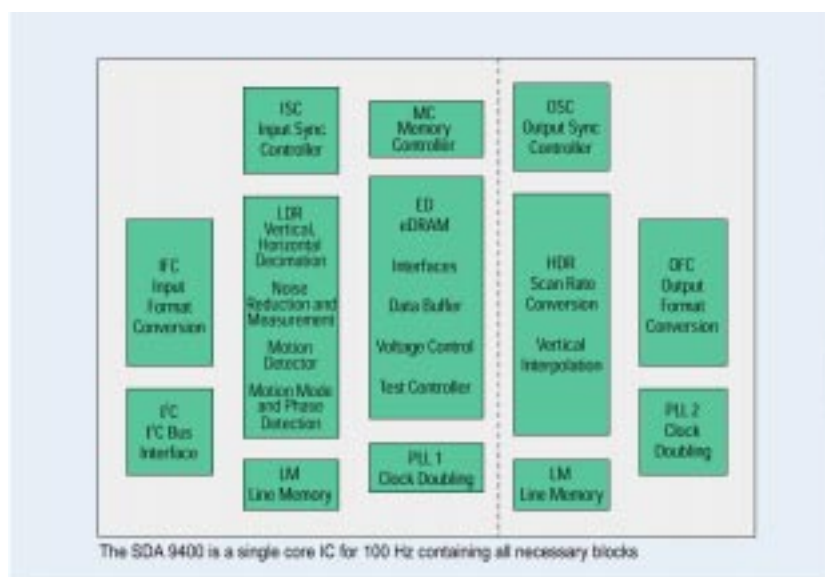 ISC
Input Sync
Controller
MC
Memory
Controller
OSC
Output Sync
Controller
IFC
Input
Format
Conversion
LDR
Vertical,
Horizontal
Decimation
Noise
Reduction and
Measurement
Motion
Detector
Motion Mode
and Phase
Detection
ED
eDRAM
Interfaces
Data Buffer
Voltage Control
Test Controller
HDR
Scan Rate
Conversion
Vertical
Interpolation
OFC
Output
Format
Conversion
I²C
I²C Bus
Interface
LM
Line Memory
PLL 1
Clock Doubling
LM
Line Memory
PLL 2
Clock
Doubling
The SDA 9400 is a single core IC for 100 Hz containing all necessary blocks